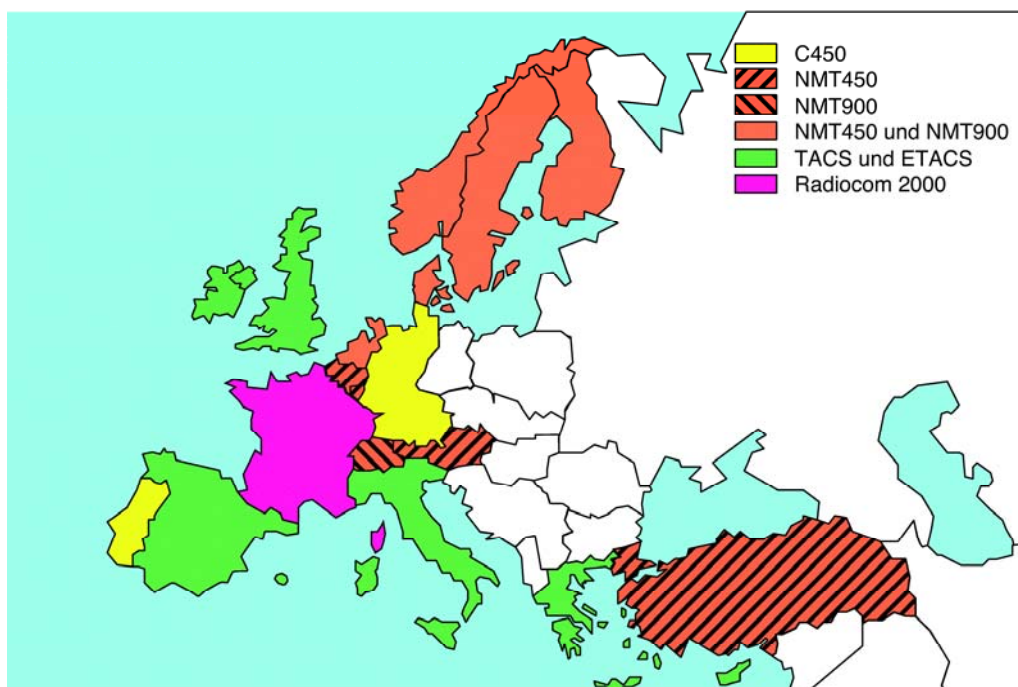 C450
NMT450
NMT900
NMT450 und NMT900
TACS und ETACS
Radiocom 2000